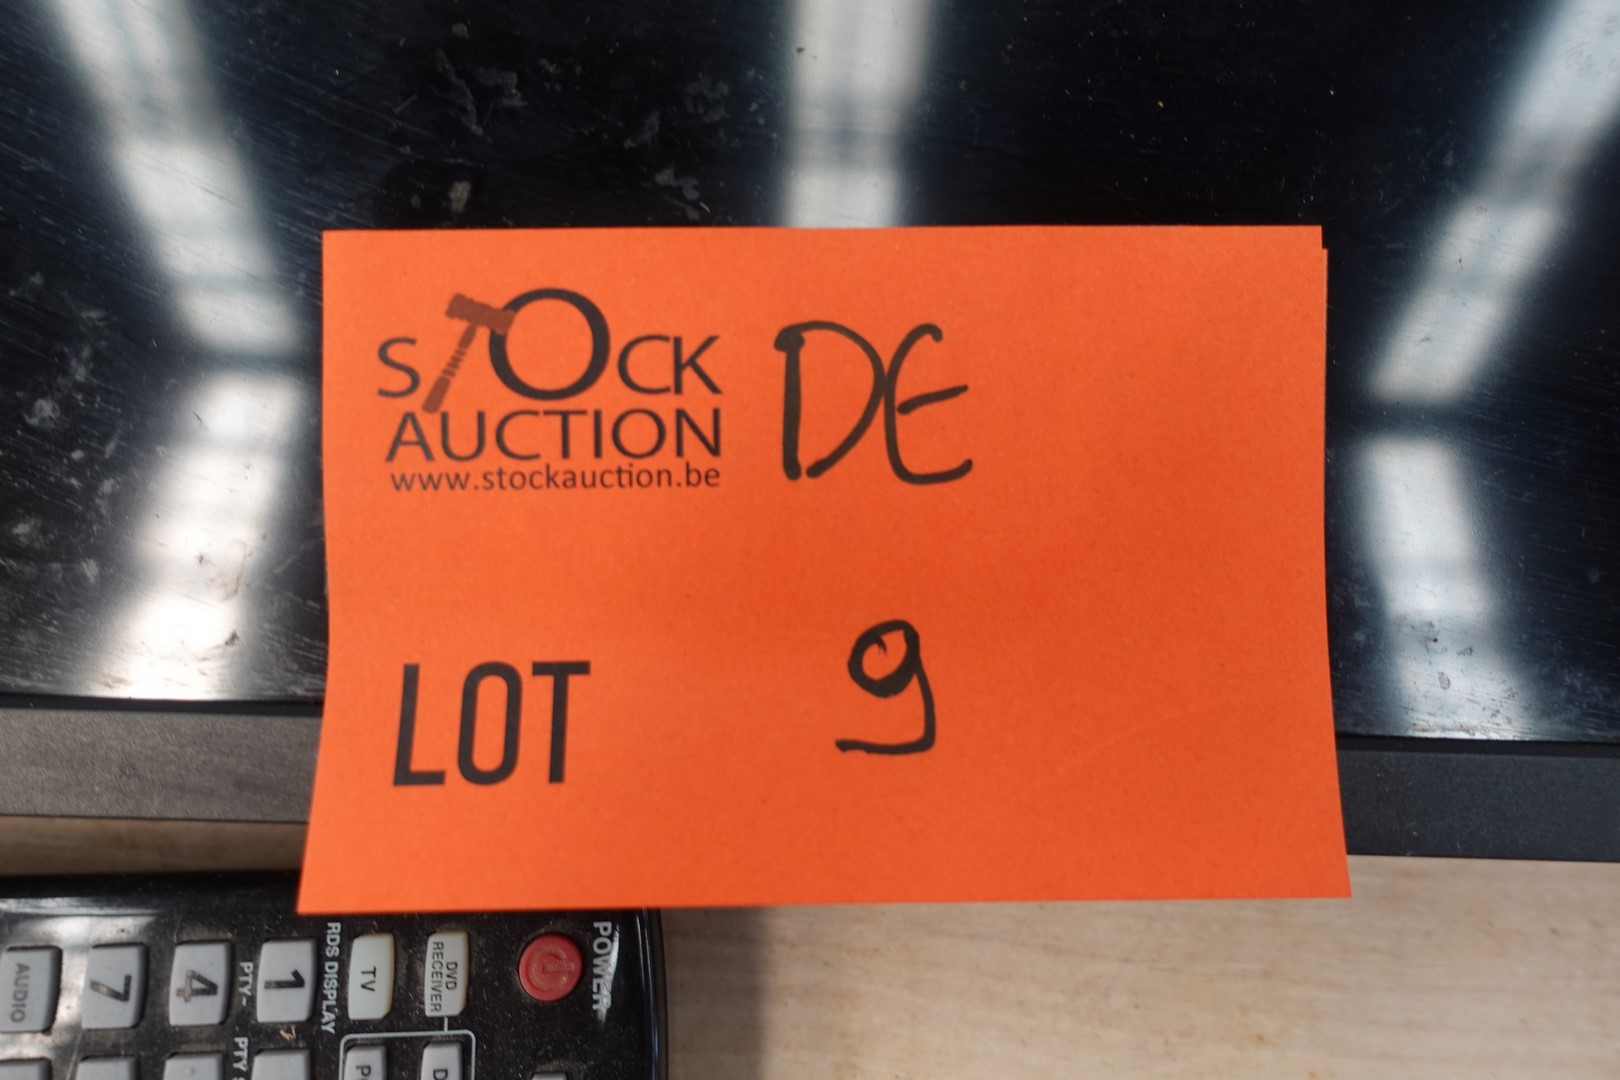 STOCK DE
AUCTION
www.stockauction.be
LOT 9
POWER
DVD RECEIVER
TV
RDS DISPLAY
1
PTY-
4
7
AUDIO
PTY